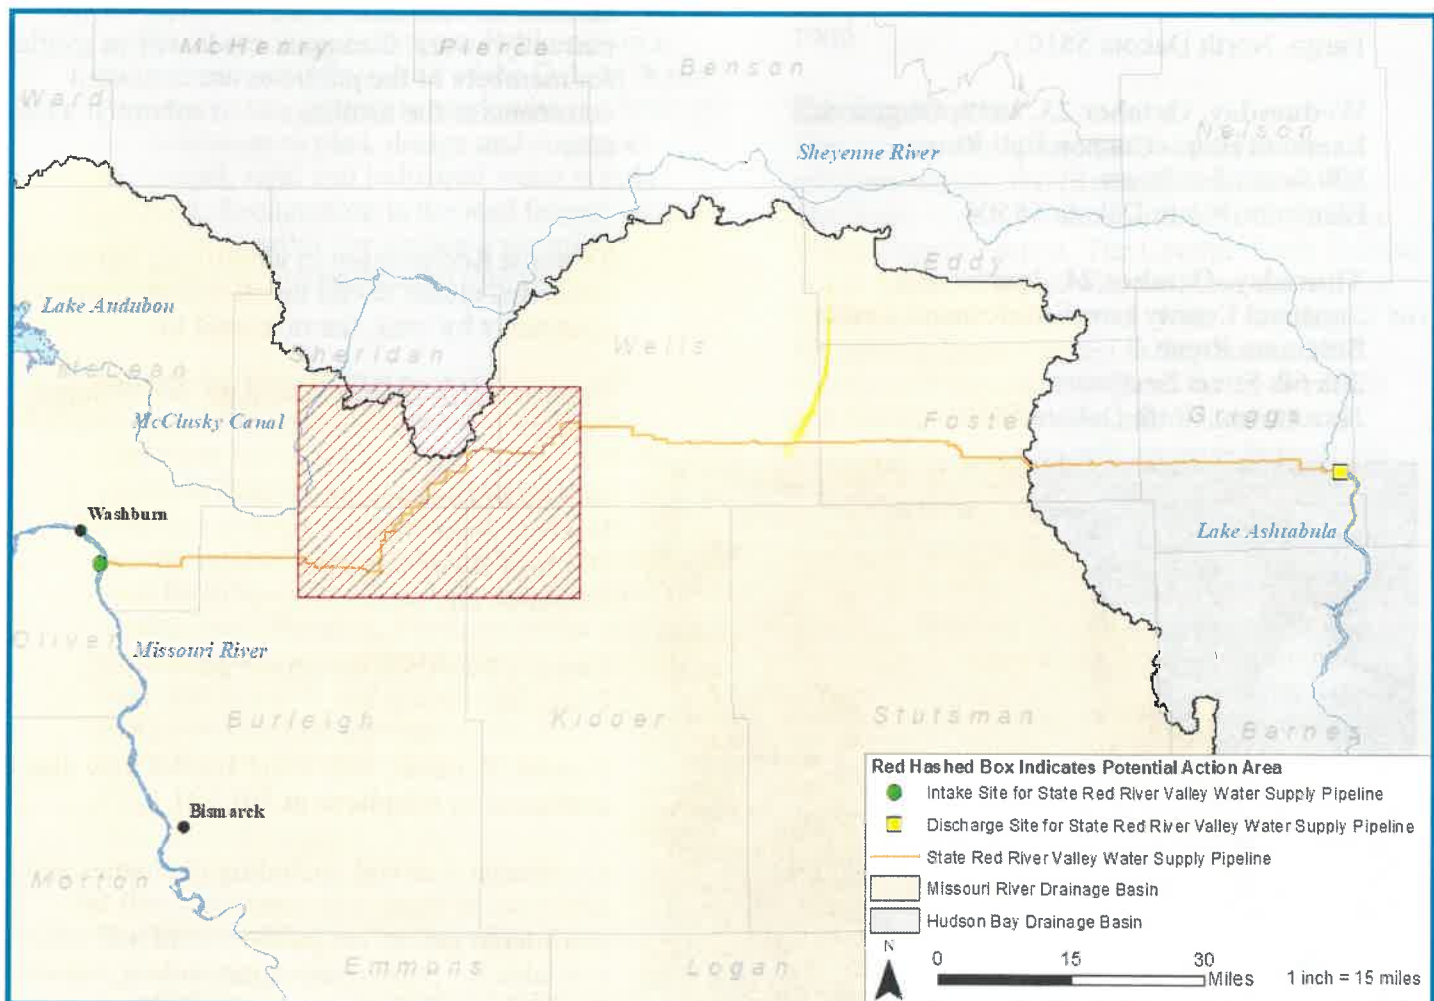 McHenry
Pierce
Benson
Ward
Nelson
Sheyenne River
Eddy
Lake Audubon
Sheridan
Wells
McLean
McClusky Canal
Foste
Griggs
Washburn
Lake Ashtabula
Oliver
Missouri River
Burleigh
Kidder
Stutsman
Barnes
Bismarck
Morton
Emmons
Logan
Red Hashed Box Indicates Potential Action Area
Intake Site for State Red River Valley Water Supply Pipeline
Discharge Site for State Red River Valley Water Supply Pipeline
State Red River Valley Water Supply Pipeline
Missouri River Drainage Basin
Hudson Bay Drainage Basin
N
0 15 30
Miles 1 inch = 15 miles